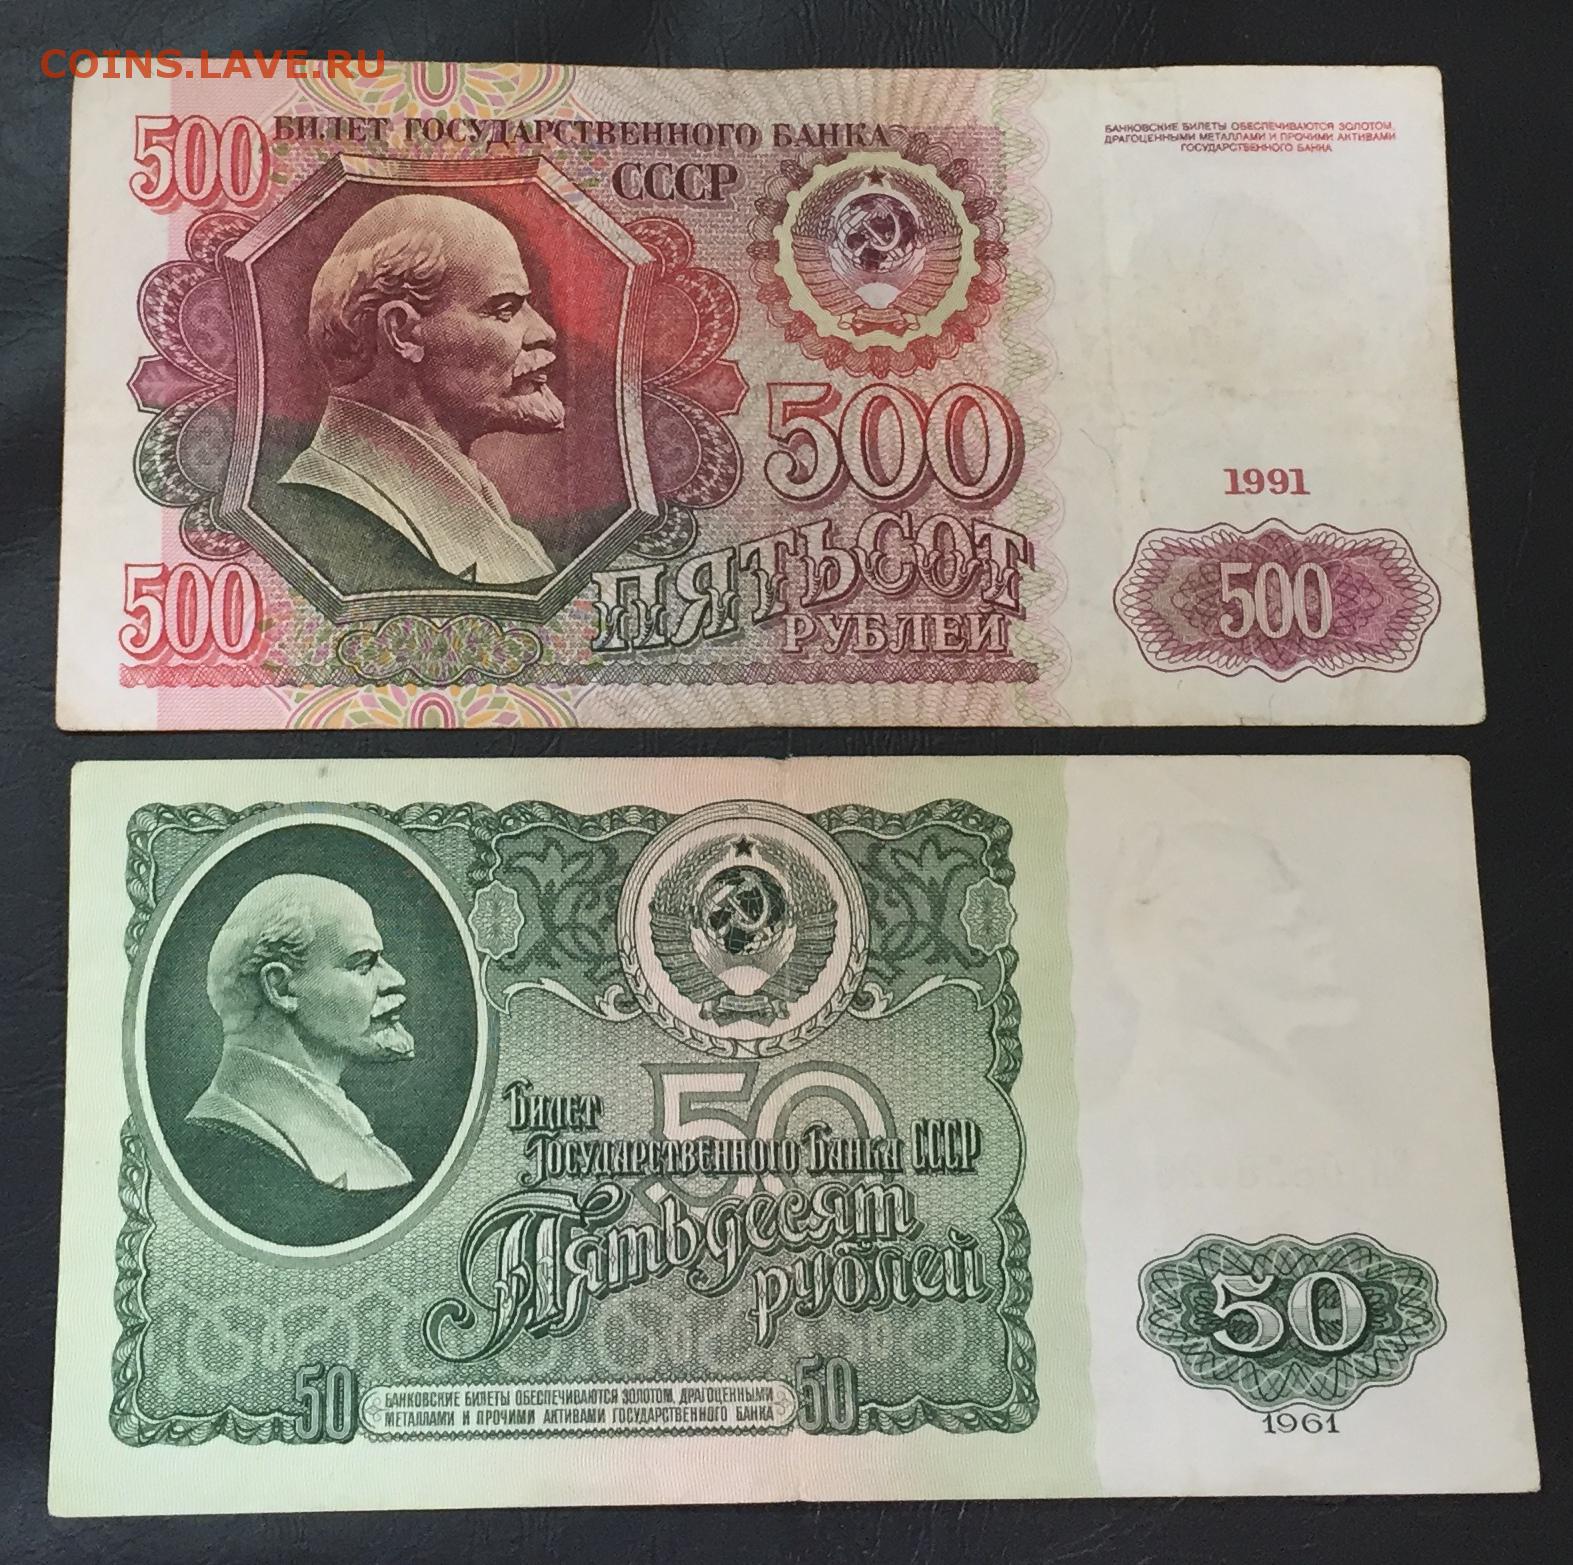 COINS.LAVE.RU
500
БИЛЕТ ГОСУДАРСТВЕННОГО БАНКА
СССР
БАНКОВСКИЕ БИЛЕТЫ ОБЕСПЕЧИВАЮТСЯ ЗОЛОТОМ,
ДРАГОЦЕННЫМИ МЕТАЛЛАМИ И ПРОЧИМИ АКТИВАМИ
ГОСУДАРСТВЕННОГО БАНКА
500
1991
500
ПЯТЬСОТ
РУБЛЕЙ
500
50
Билет
Государственного Банка СССР
Пятьдесят
рублей
50
50
БАНКОВСКИЕ БИЛЕТЫ ОБЕСПЕЧИВАЮТСЯ ЗОЛОТОМ, ДРАГОЦЕННЫМИ
МЕТАЛЛАМИ И ПРОЧИМИ АКТИВАМИ ГОСУДАРСТВЕННОГО БАНКА
50
1961